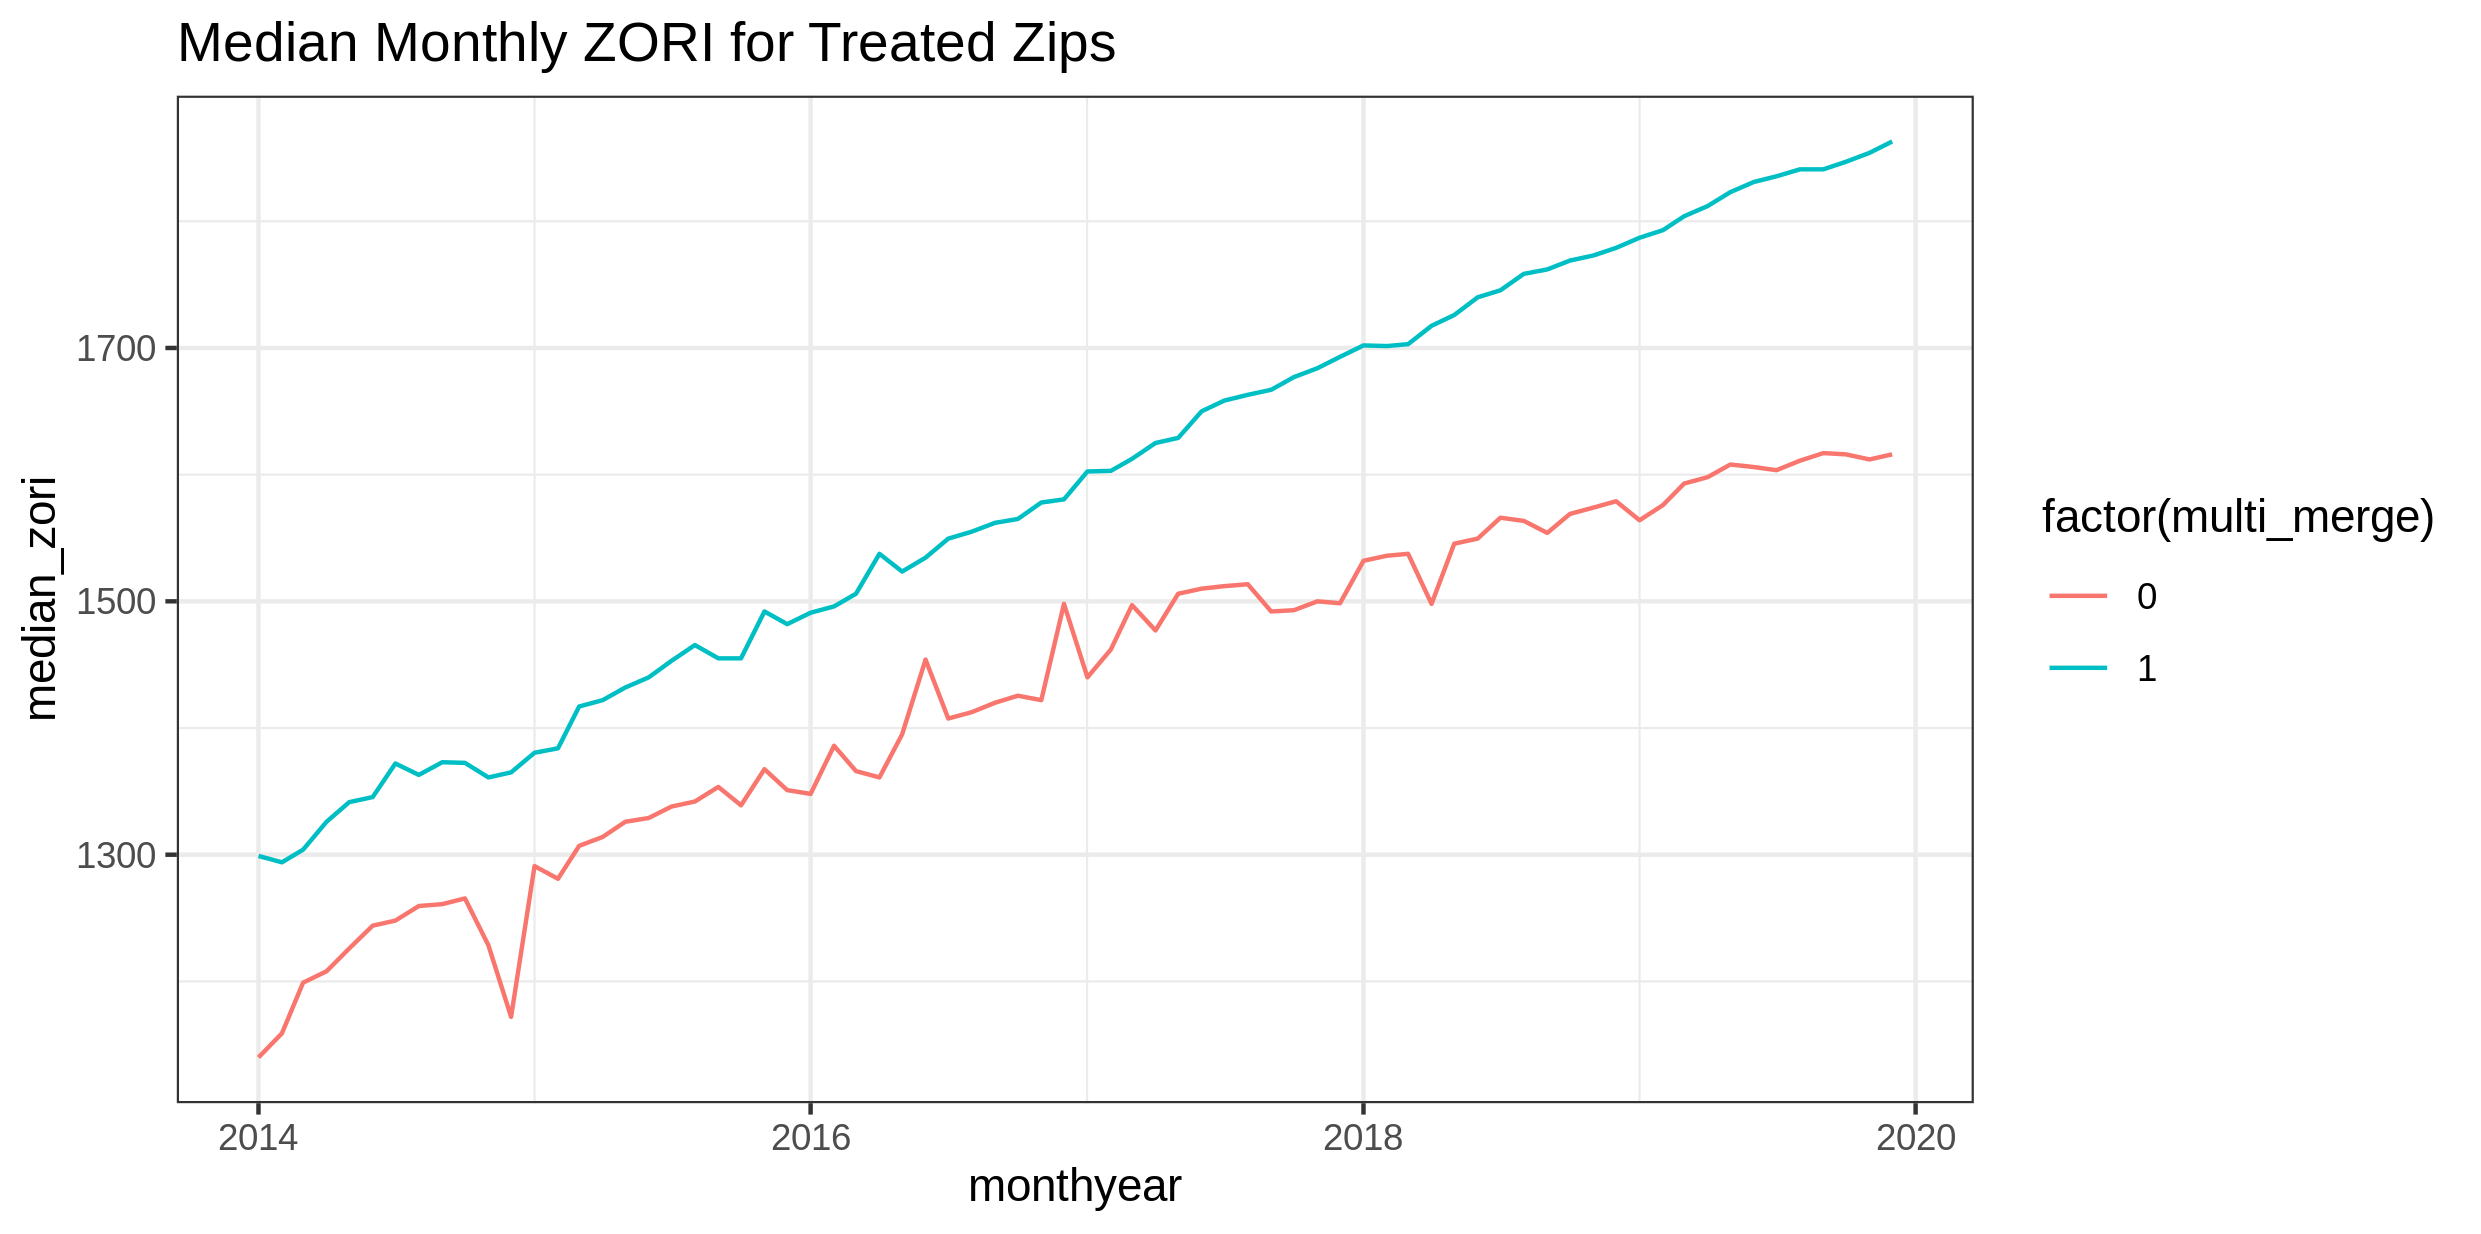 Median Monthly ZORI for Treated Zips
median_zori
1700
1500
1300
2014
2016
2018
2020
monthyear
factor(multi_merge)
0
1